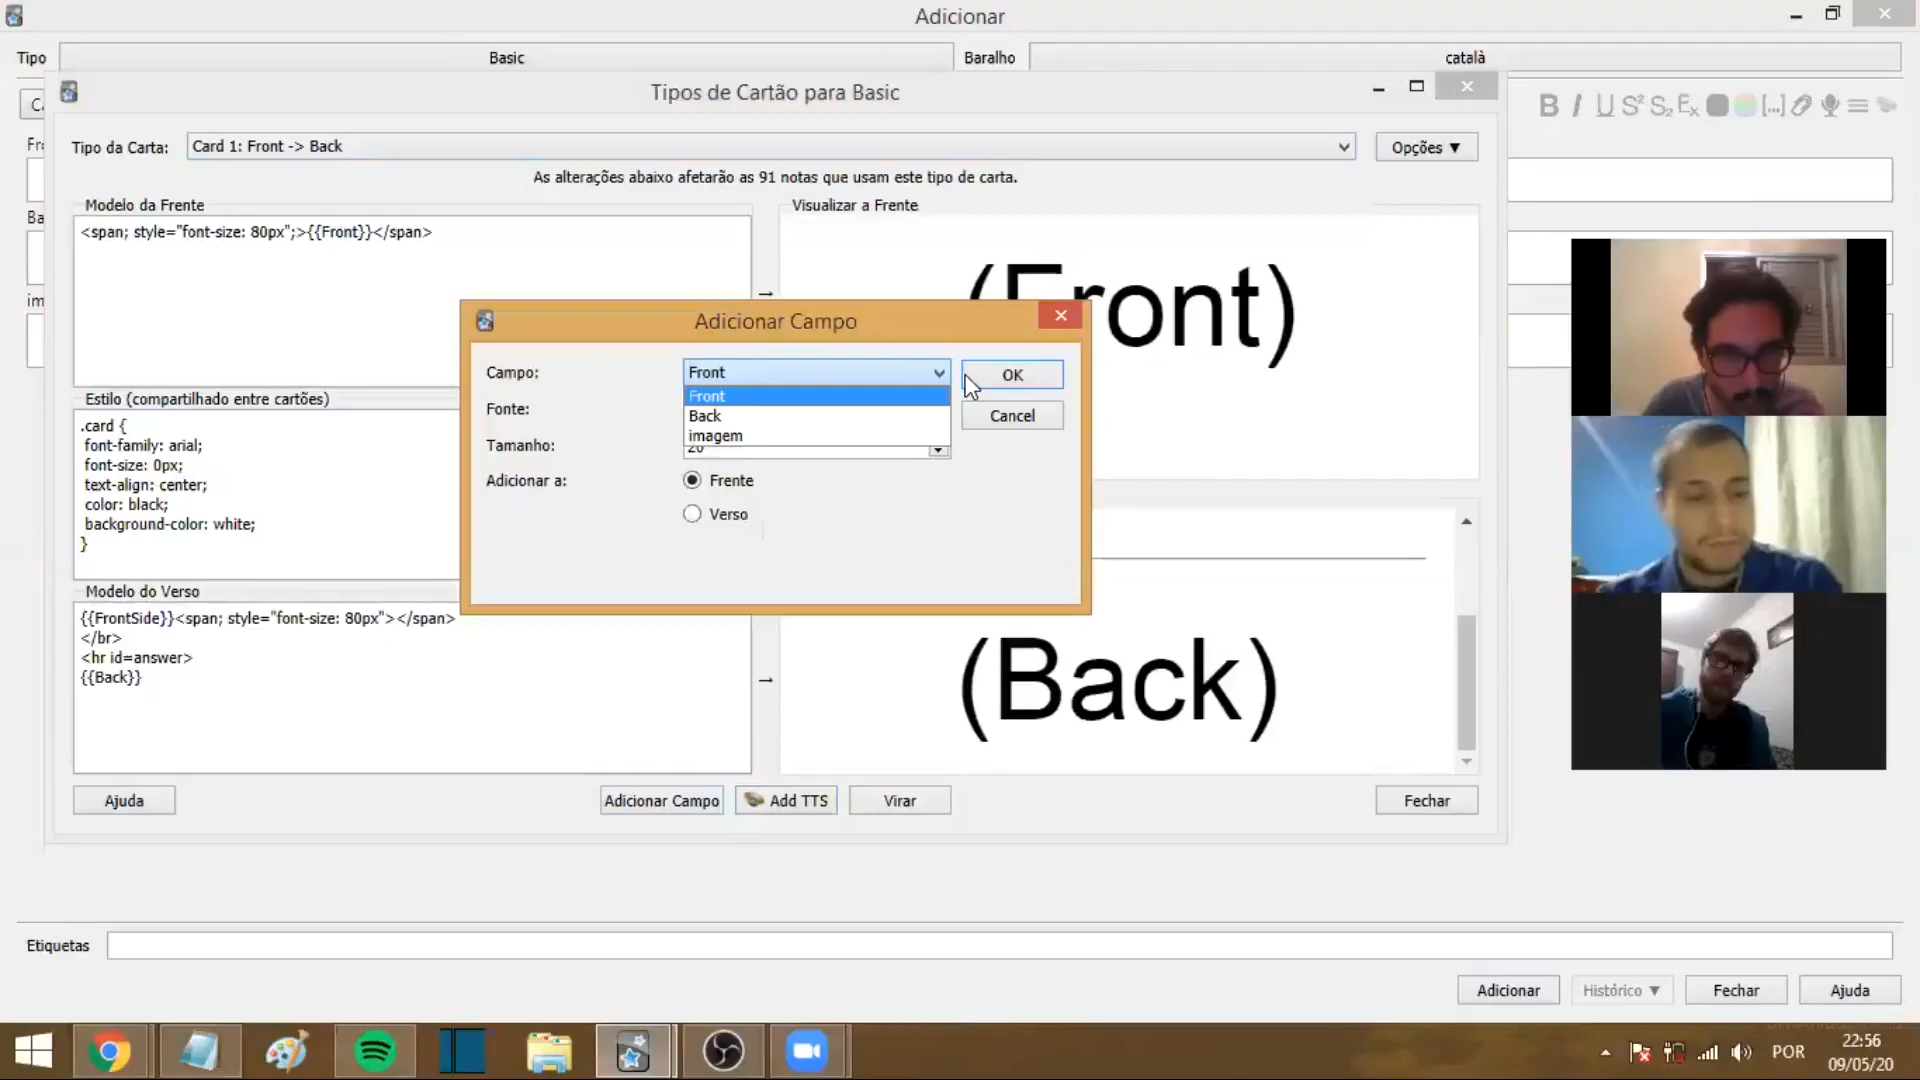 Adicionar
Tipo
Basic
Baralho
català
Tipos de Cartão para Basic
Tipo da Carta:
Card 1: Front -> Back
Opções ▼
As alterações abaixo afetarão as 91 notas que usam este tipo de carta.
Modelo da Frente
<span; style="font-size: 80px";>{{Front}}</span>
Visualizar a Frente
(Front)
Adicionar Campo
Campo:
Front
Front
Back
imagem
OK
Cancel
Fonte:
Tamanho:
20
Adicionar a:
Frente
Verso
Estilo (compartilhado entre cartões)
.card {
font-family: arial;
font-size: 0px;
text-align: center;
color: black;
background-color: white;
}
Modelo do Verso
{{FrontSide}}<span; style="font-size: 80px"></span>
</br>
<hr id=answer>
{{Back}}
(Back)
Ajuda
Adicionar Campo
Add TTS
Virar
Fechar
Etiquetas
Adicionar
Histórico ▼
Fechar
Ajuda
POR
22:56
09/05/20